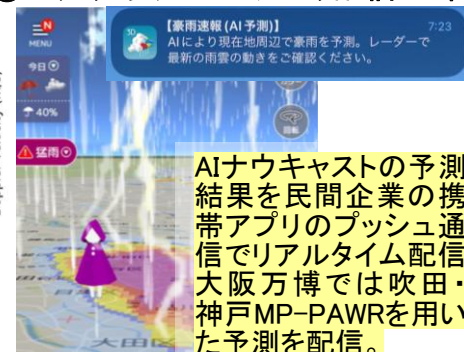 【豪雨速報(AI予測)】
7:23
AIにより現在地周辺で豪雨を予測。レーダーで
最新の雨雲の動きをご確認ください。
3D
N
MENU
今日
40%
回転
猛雨
AIナウキャストの予測
結果を民間企業の携
帯アプリのプッシュ通
信でリアルタイム配信
大阪万博では吹田・
神戸MP-PAWRを用い
た予測を配信。
大田区